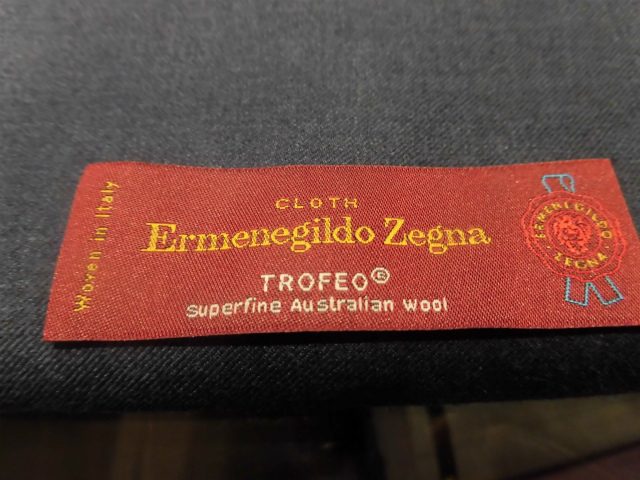 Woven in Italy
CLOTH
Ermenegildo Zegna
TROFEO®
Superfine Australian wool
ERMENEGILDO
ZEGNA